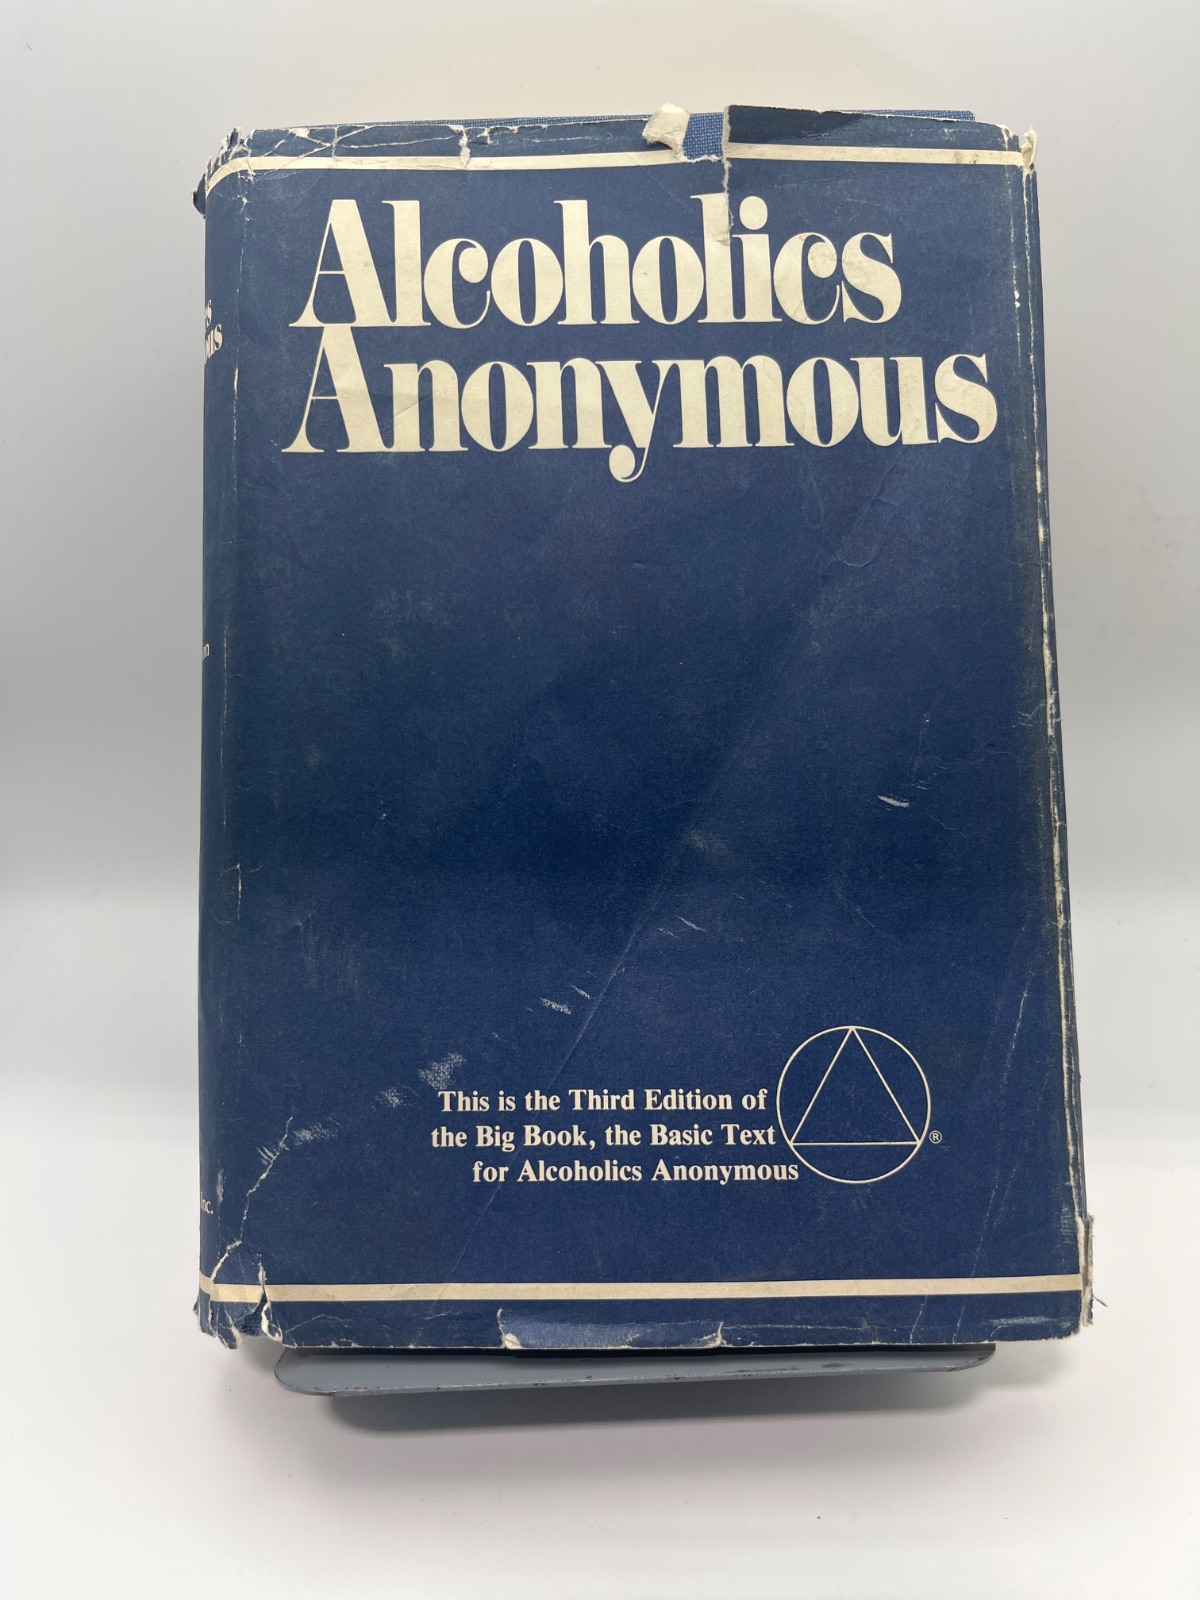 Alcoholics
Anonymous
This is the Third Edition of
the Big Book, the Basic Text
for Alcoholics Anonymous
®